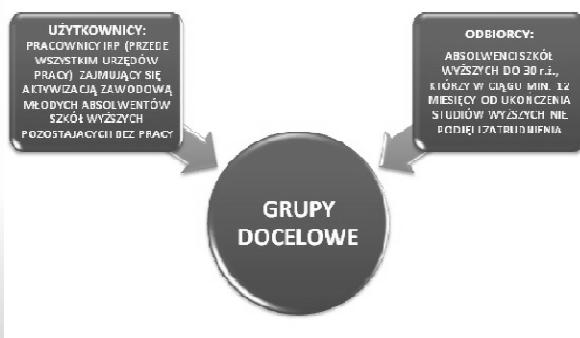 UŻYTKOWNICY:
PRACOWNICY IRP (PRZEDE
WSZYSTKIM URZĘDÓW
PRACY) ZAJMUJĄCY SIĘ
AKTYWIZACJĄ ZAWODOWĄ
MŁODYCH ABSOLWENTÓW
SZKÓŁ WYŻSZYCH
POZOSTAJĄCYCH BEZ PRACY
ODBIORCY:
ABSOLWENCI SZKÓŁ
WYŻSZYCH DO 30 r.ż.,
KTÓRZY W CIĄGU MIN. 12
MIESIĘCY OD UKOŃCZENIA
STUDIÓW WYŻSZYCH NIE
PODJĘLI ZATRUDNIENIA
GRUPY
DOCELOWE